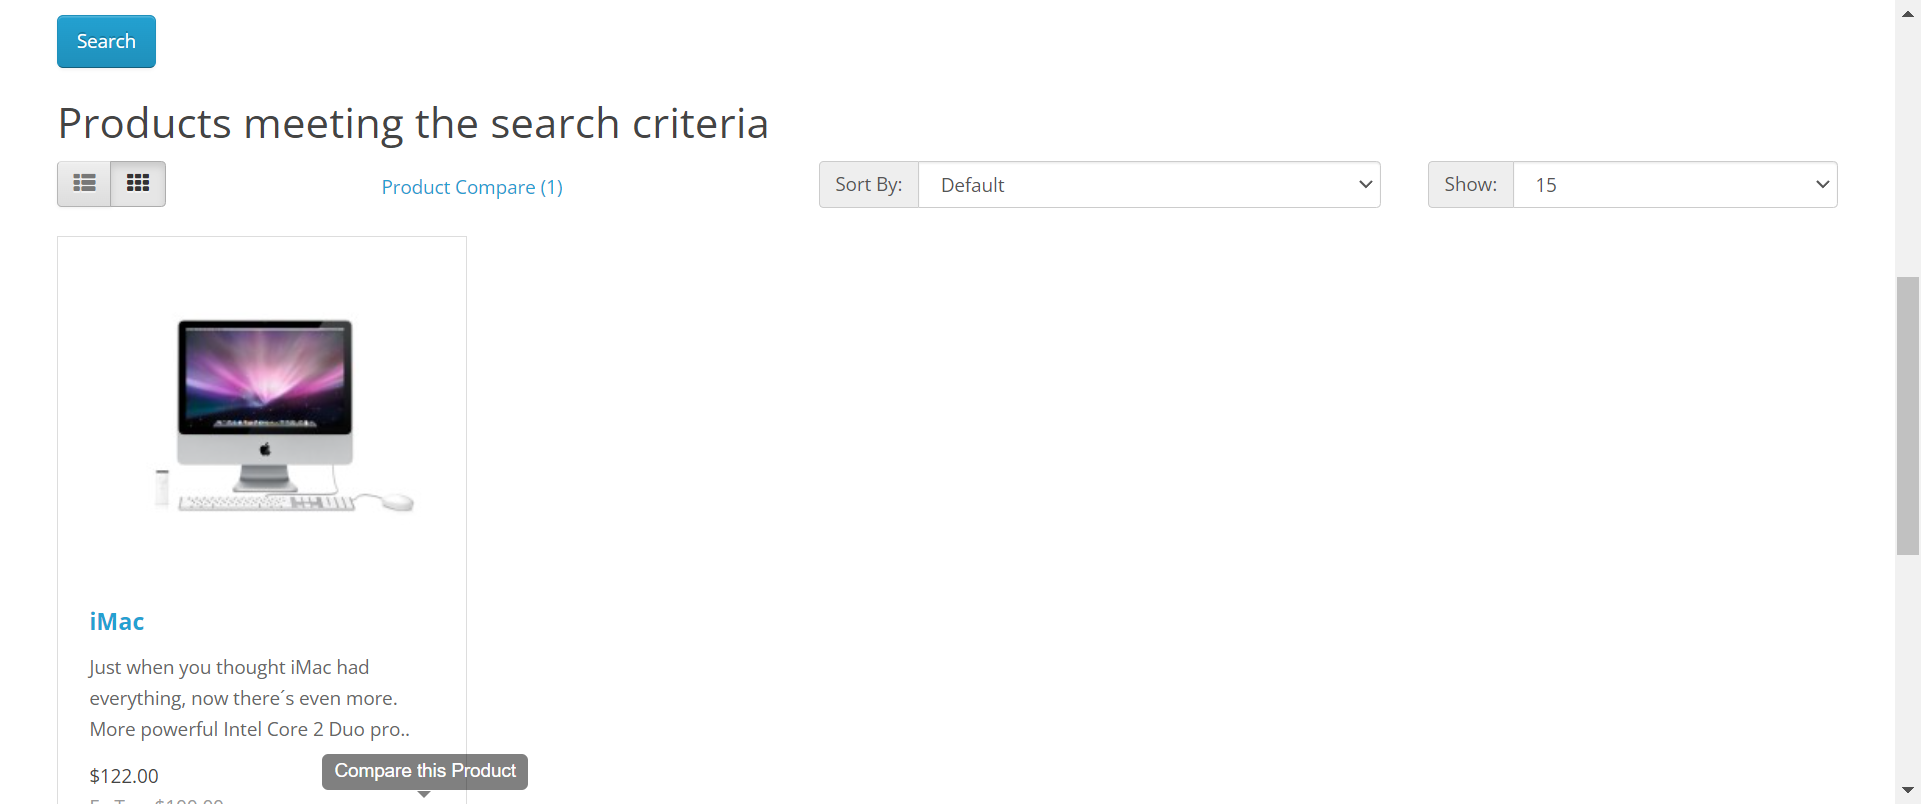 Search
Products meeting the search criteria
Product Compare (1)
Sort By: Default
Show: 15
iMac
Just when you thought iMac had
everything, now there´s even more.
More powerful Intel Core 2 Duo pro..
$122.00
Compare this Product